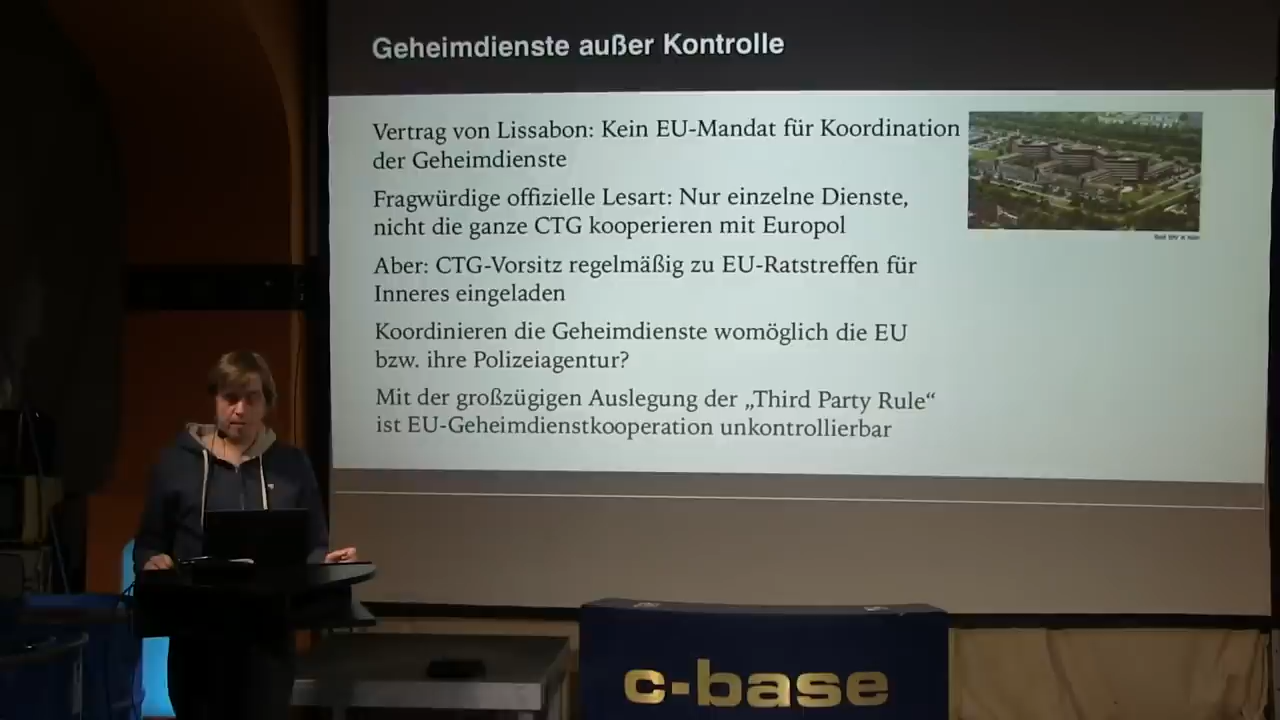 Geheimdienste außer Kontrolle
Vertrag von Lissabon: Kein EU-Mandat für Koordination
der Geheimdienste
Fragwürdige offizielle Lesart: Nur einzelne Dienste,
nicht die ganze CTG kooperieren mit Europol
Aber: CTG-Vorsitz regelmäßig zu EU-Ratstreffen für
Inneres eingeladen
Koordinieren die Geheimdienste womöglich die EU
bzw. ihre Polizeiagentur?
Mit der großzügigen Auslegung der „Third Party Rule“
ist EU-Geheimdienstkooperation unkontrollierbar
c-base